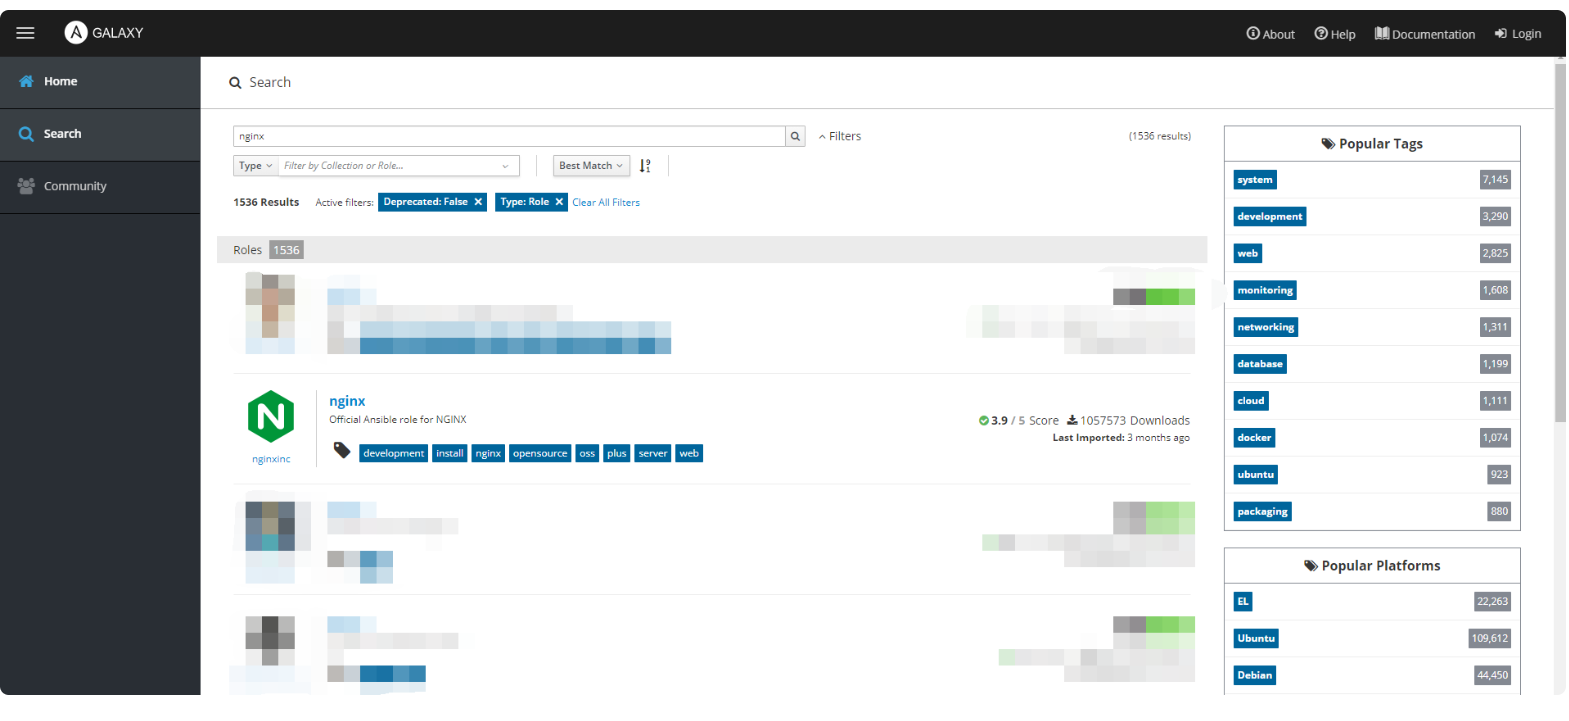 GALAXY
About
Help
Documentation
Login
Home
Search
Community
Search
nginx
Filters
(1536 results)
Type
Filter by Collection or Role...
Best Match
1536 Results
Active filters:
Deprecated: False ✕
Type: Role ✕
Clear All Filters
Roles 1536
nginx
Official Ansible role for NGINX
nginxinc
development install nginx opensource oss plus server web
3.9 / 5 Score 1057573 Downloads
Last Imported: 3 months ago
Popular Tags
system 7,145
development 3,290
web 2,825
monitoring 1,608
networking 1,311
database 1,199
cloud 1,111
docker 1,074
ubuntu 923
packaging 880
Popular Platforms
EL 22,263
Ubuntu 109,612
Debian 44,450